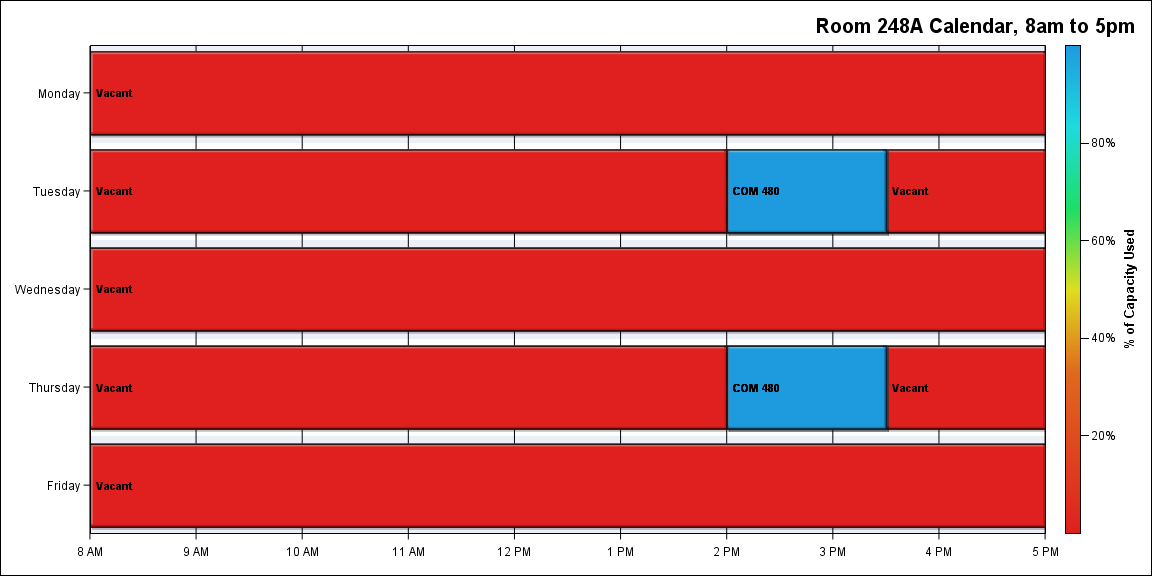 Room 248A Calendar, 8am to 5pm
Monday
Vacant
Tuesday
Vacant
COM 480
Vacant
Wednesday
Vacant
Thursday
Vacant
COM 480
Vacant
Friday
Vacant
8 AM
9 AM
10 AM
11 AM
12 PM
1 PM
2 PM
3 PM
4 PM
5 PM
80%
60%
40%
20%
% of Capacity Used